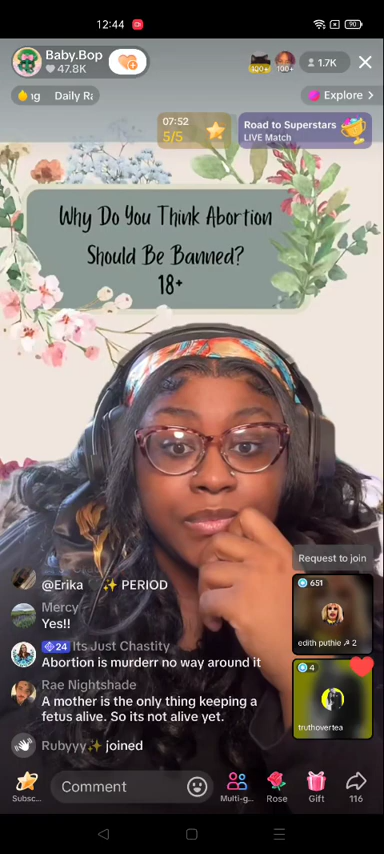 12:44
90
Baby.Bop
47.8K
100+
100+
1.7K
ng Daily Ra
Explore >
07:52
5/5
Road to Superstars
LIVE Match
Why Do You Think Abortion
Should Be Banned?
18+
Request to join
@Erika ✨ PERIOD
651
Mercy
Yes!!
24 Its Just Chastity
Abortion is murderr no way around it
edith puthie 2
4
Rae Nightshade
A mother is the only thing keeping a
fetus alive. So its not alive yet.
truthovertea
Rubyyy✨ joined
Comment
Subsc...
Multi-g...
Rose
Gift
116